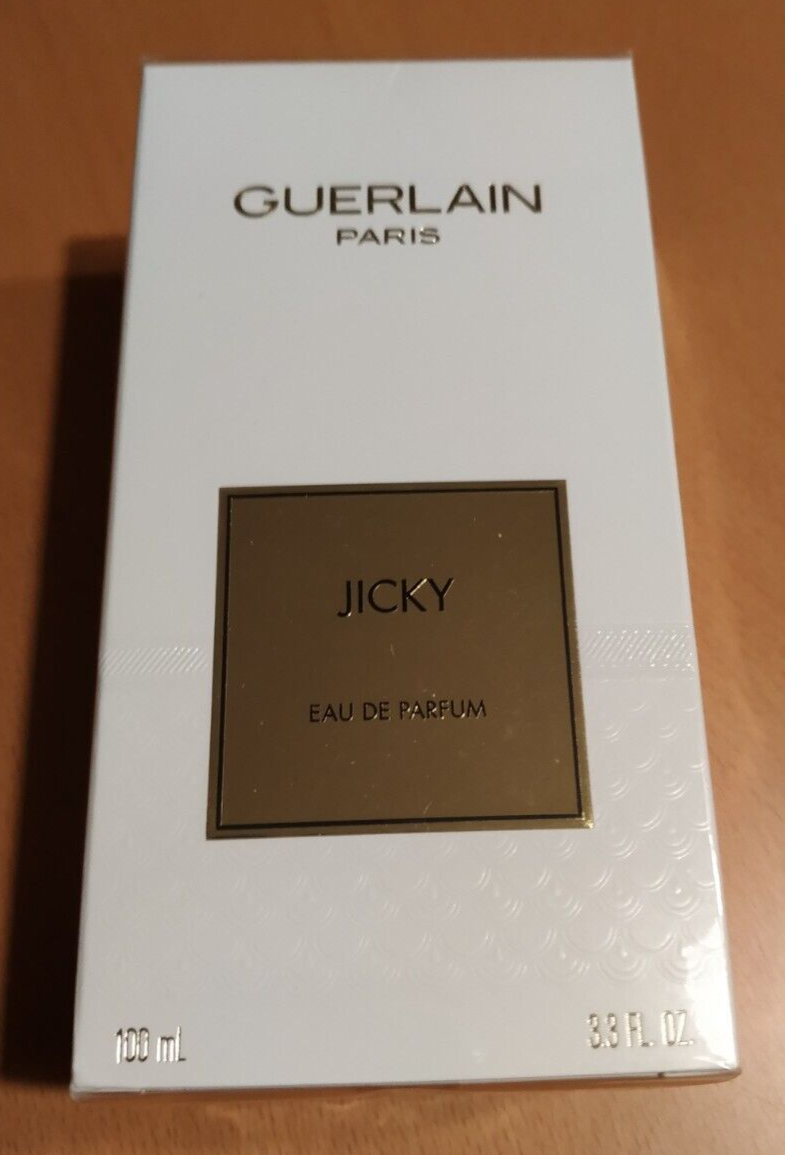 GUERLAIN
PARIS
JICKY
EAU DE PARFUM
100 mL
3.3 FL. OZ.